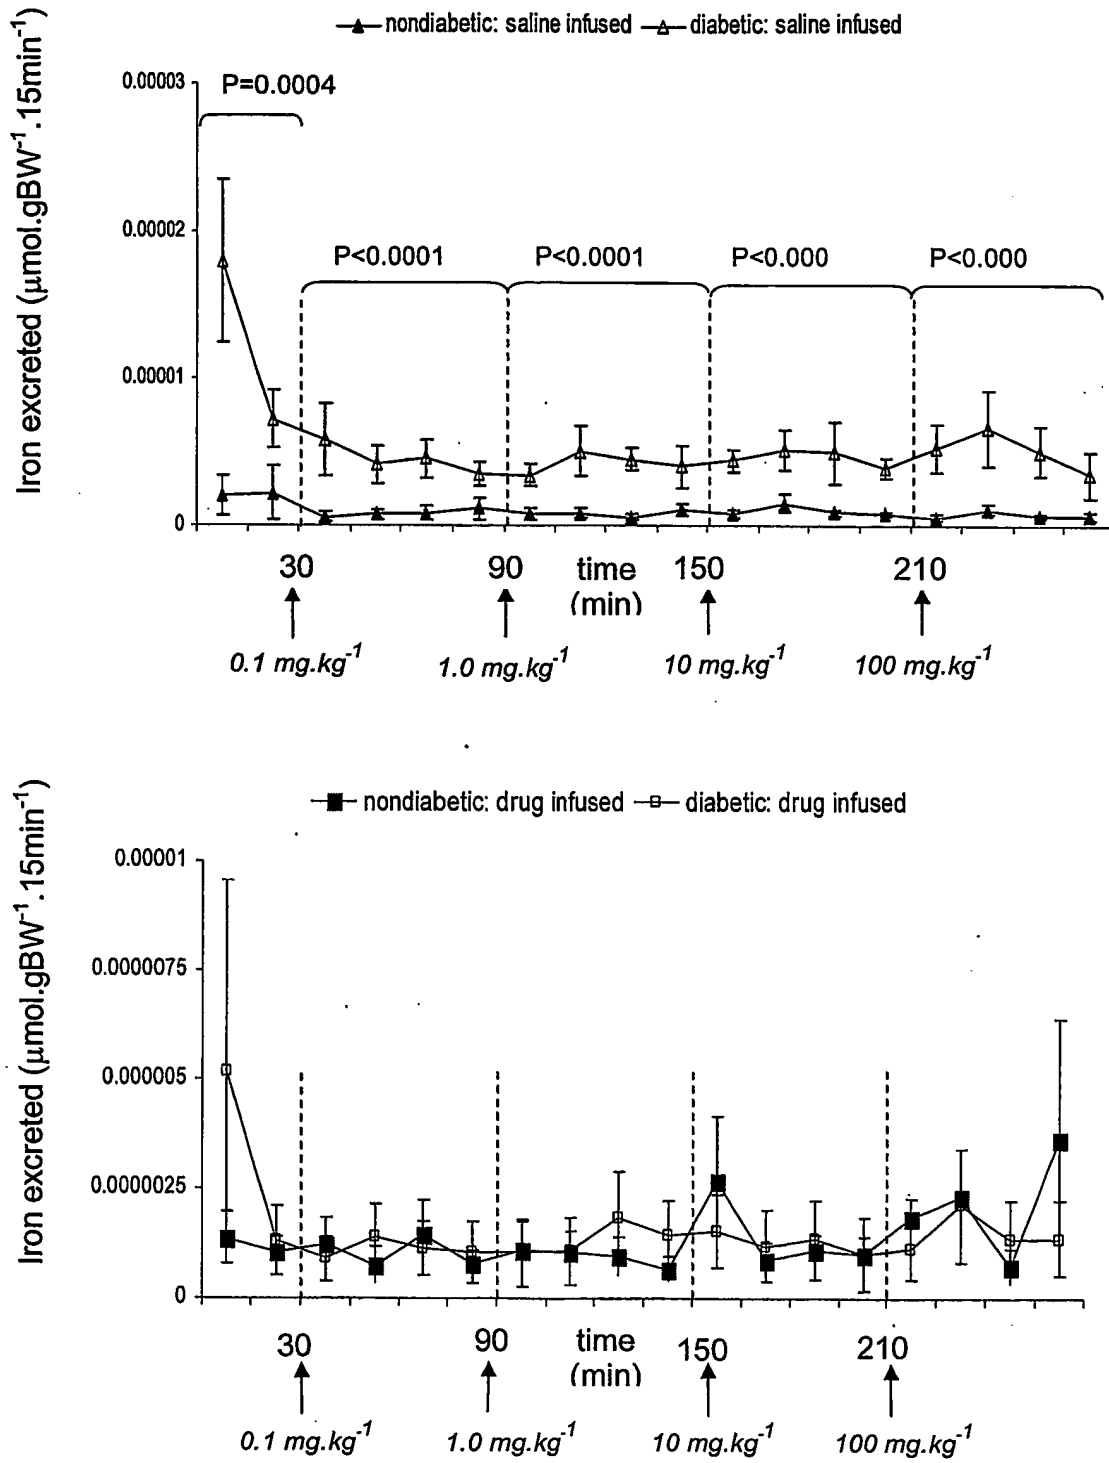 nondiabetic: saline infused diabetic: saline infused
Iron excreted (μmol.gBW⁻¹.15min⁻¹)
0.00003
P=0.0004
0.00002
P<0.0001 P<0.0001 P<0.000 P<0.000
0.00001
0
30 90 time 150 210
(min)
0.1 mg.kg⁻¹ 1.0 mg.kg⁻¹ 10 mg.kg⁻¹ 100 mg.kg⁻¹
nondiabetic: drug infused diabetic: drug infused
Iron excreted (μmol.gBW⁻¹.15min⁻¹)
0.00001
0.0000075
0.000005
0.0000025
0
30 90 time 150 210
(min)
0.1 mg.kg⁻¹ 1.0 mg.kg⁻¹ 10 mg.kg⁻¹ 100 mg.kg⁻¹